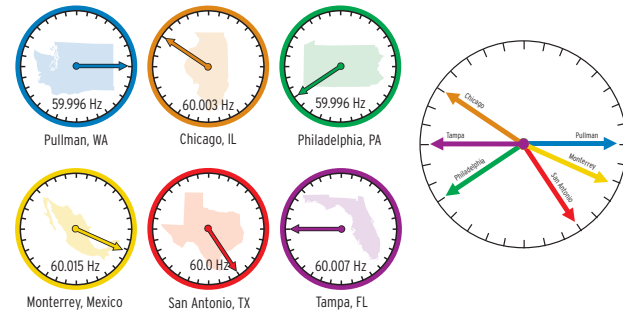 59.996 Hz
Pullman, WA
60.003 Hz
Chicago, IL
59.996 Hz
Philadelphia, PA
60.015 Hz
Monterrey, Mexico
60.0 Hz
San Antonio, TX
60.007 Hz
Tampa, FL
Chicago
Tampa
Pullman
Philadelphia
Monterrey
San Antonio